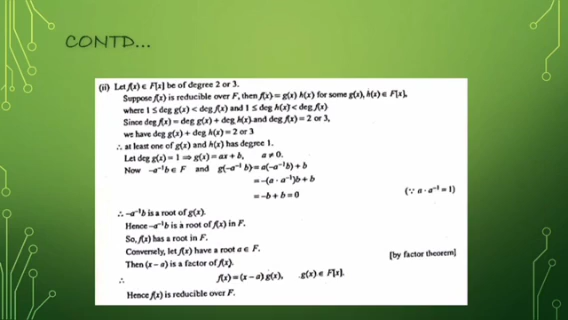 CONTD...
(ii) Let f(x) ∈ F[x] be of degree 2 or 3.
Suppose f(x) is reducible over F, then f(x) = g(x) h(x) for some g(x), h(x) ∈ F[x],
where 1 ≤ deg g(x) < deg f(x) and 1 ≤ deg h(x) < deg f(x)
Since deg f(x) = deg g(x) + deg h(x) and deg f(x) = 2 or 3,
we have deg g(x) + deg h(x) = 2 or 3
∴ at least one of g(x) and h(x) has degree 1.
Let deg g(x) = 1 ⇒ g(x) = ax + b, a ≠ 0.
Now −a⁻¹b ∈ F and g(−a⁻¹ b) = a(−a⁻¹b) + b
= −(a · a⁻¹)b + b (∵ a · a⁻¹ = 1)
= −b + b = 0
∴ −a⁻¹b is a root of g(x).
Hence −a⁻¹b is a root of f(x) in F.
So, f(x) has a root in F.
Conversely, let f(x) have a root a ∈ F.
Then (x − a) is a factor of f(x). [by factor theorem]
∴ f(x) = (x − a) g(x), g(x) ∈ F[x].
Hence f(x) is reducible over F.